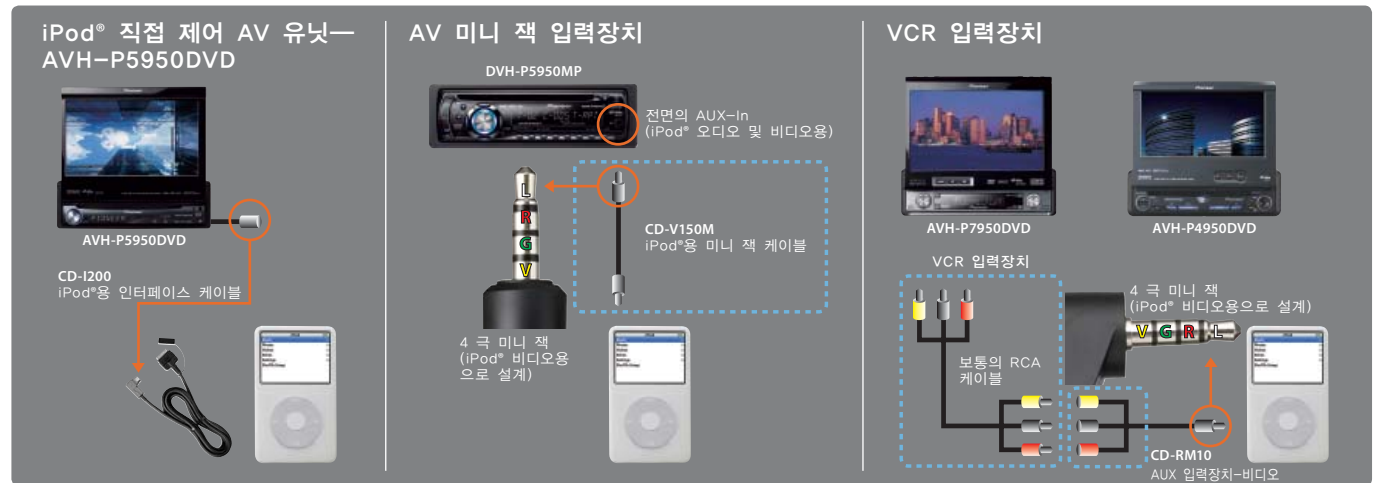 iPod® 직접 제어 AV 유닛—
AVH-P5950DVD
AVH-P5950DVD
CD-I200
iPod®용 인터페이스 케이블
AV 미니 잭 입력장치
DVH-P5950MP
전면의 AUX-In
(iPod® 오디오 및 비디오용)
L
R
G
V
CD-V150M
iPod®용 미니 잭 케이블
4 극 미니 잭
(iPod® 비디오용
으로 설계)
VCR 입력장치
AVH-P7950DVD
AVH-P4950DVD
VCR 입력장치
4 극 미니 잭
(iPod® 비디오용으로 설계)
V G R L
보통의 RCA
케이블
CD-RM10
AUX 입력장치-비디오